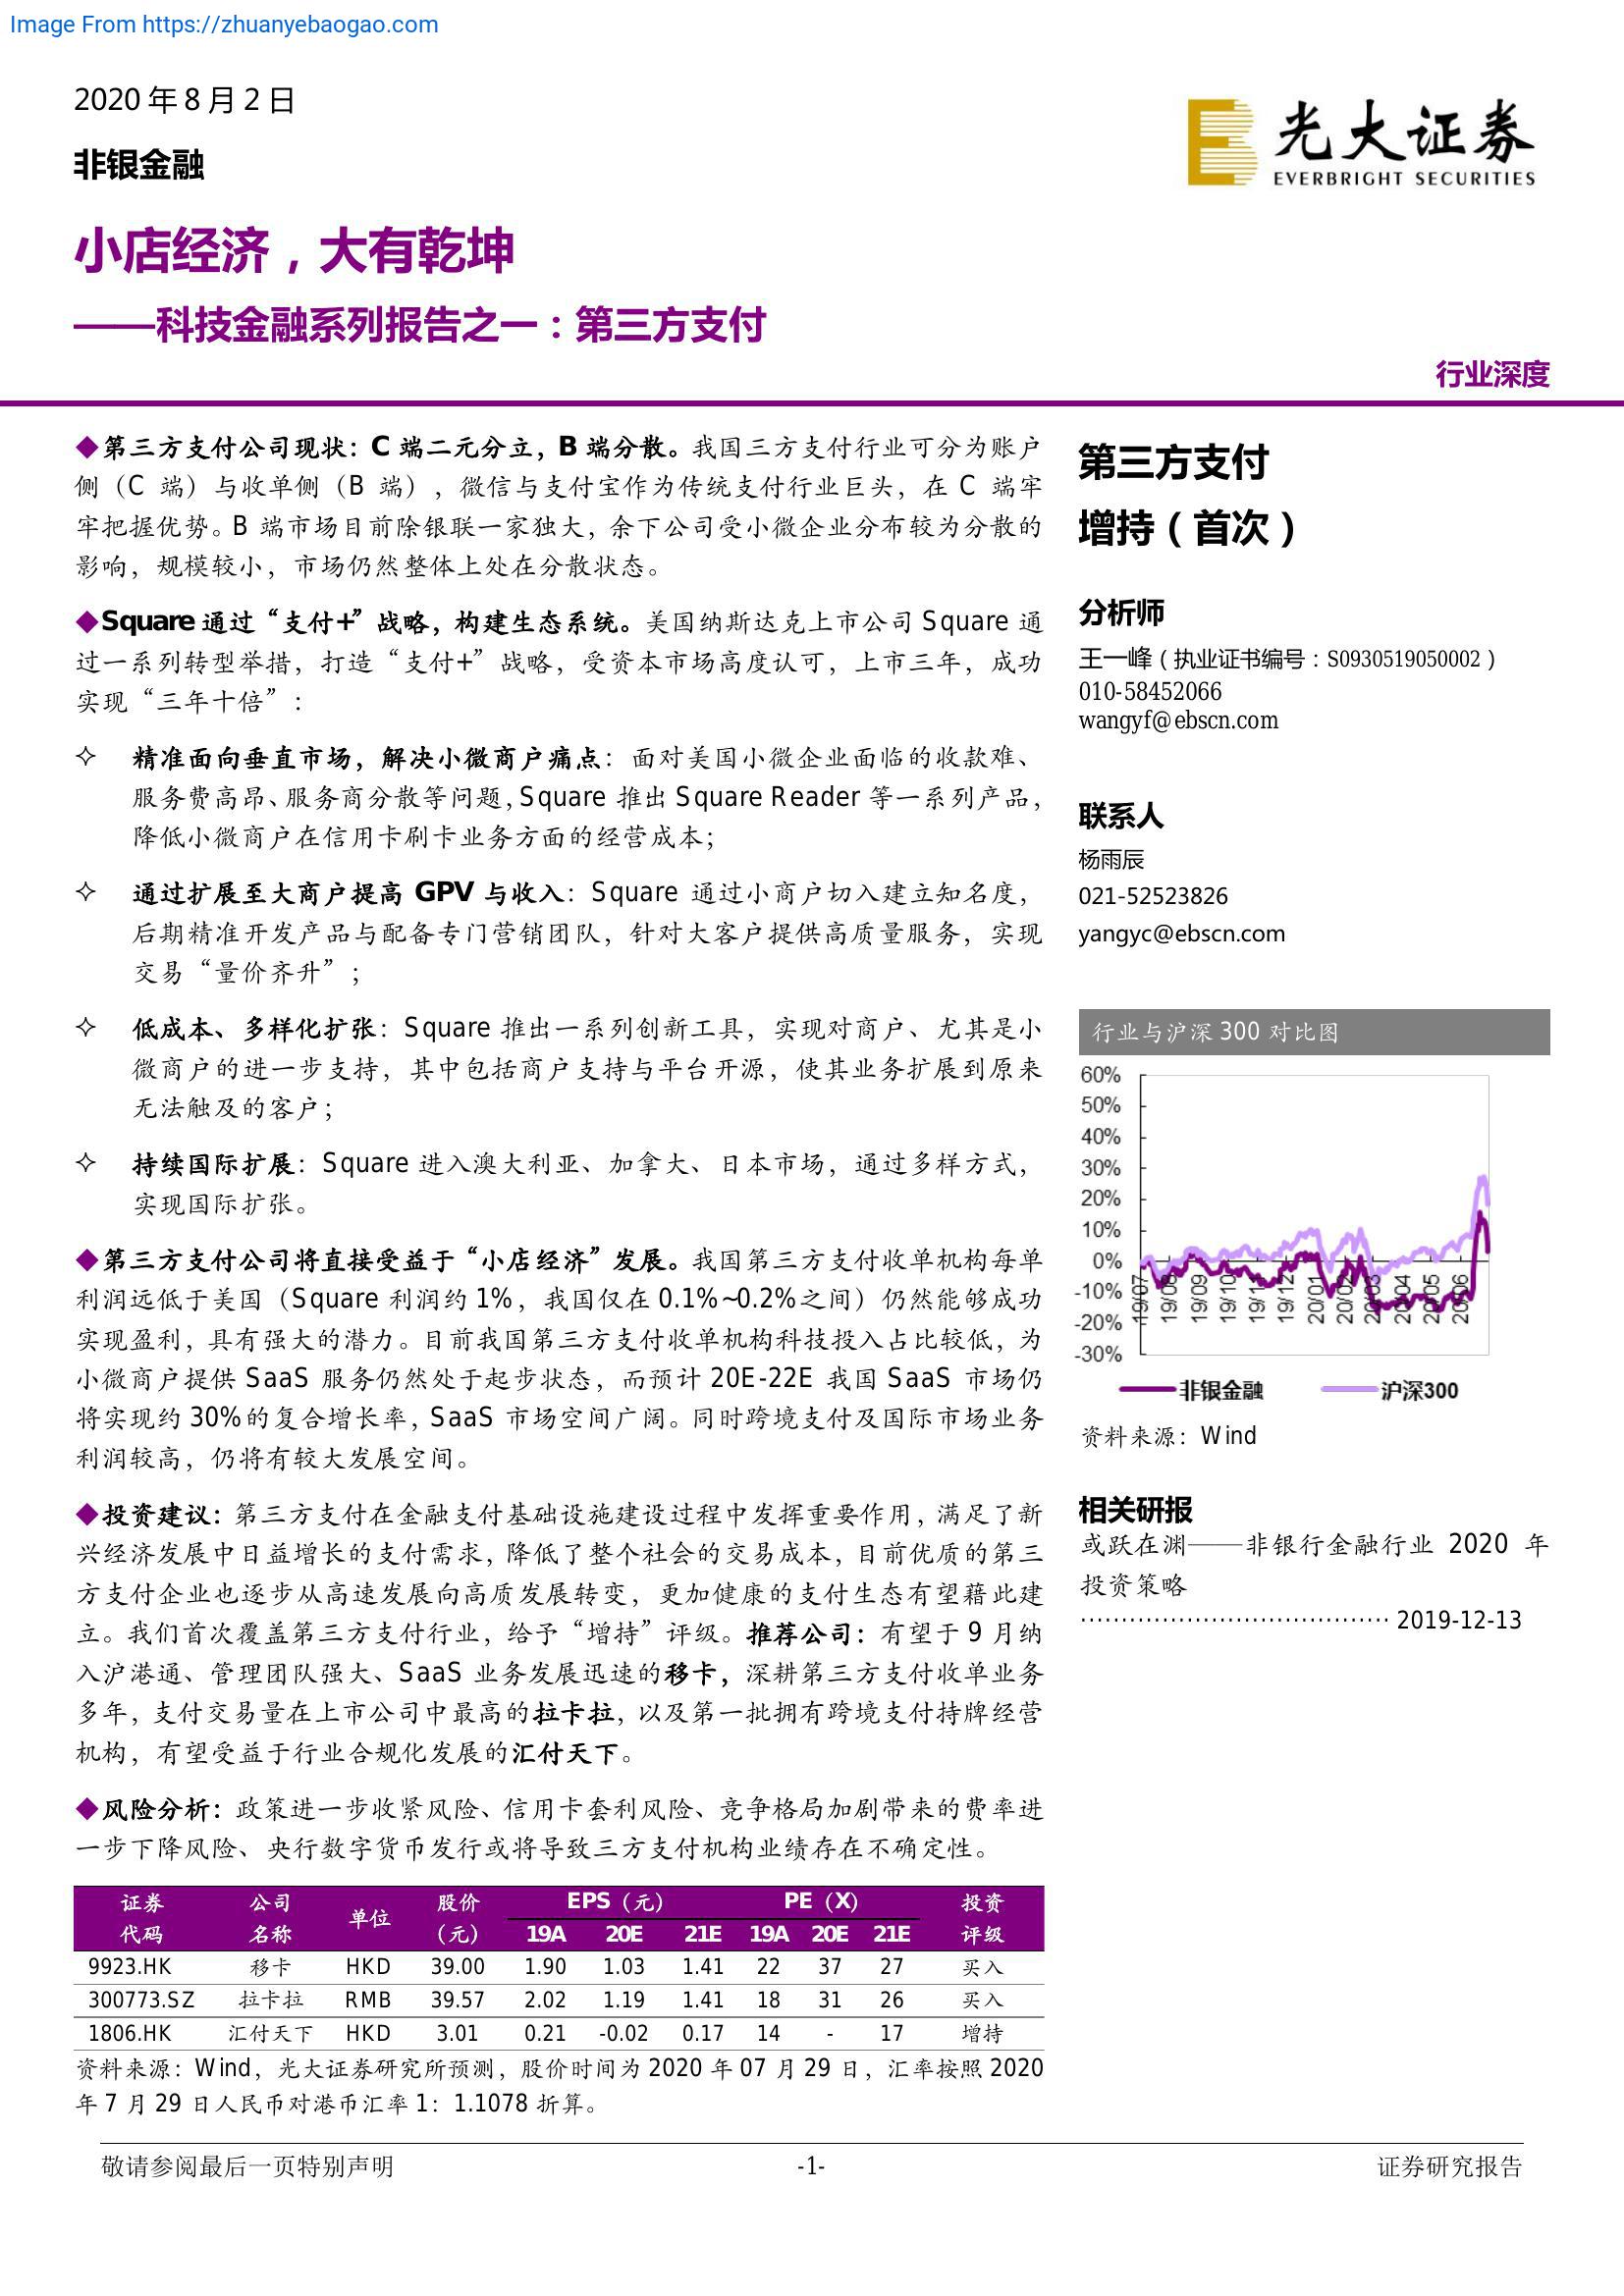 Image From https://zhuanyebaogao.com
2020 年 8 月 2 日
非银金融
光大证券
EVERBRIGHT SECURITIES
小店经济，大有乾坤
——科技金融系列报告之一：第三方支付
行业深度
◆第三方支付公司现状：C 端二元分立，B 端分散。我国三方支付行业可分为账户
侧（C 端）与收单侧（B 端），微信与支付宝作为传统支付行业巨头，在 C 端牢
牢把握优势。B 端市场目前除银联一家独大，余下公司受小微企业分布较为分散的
影响，规模较小，市场仍然整体上处在分散状态。
◆Square 通过“支付+”战略，构建生态系统。美国纳斯达克上市公司 Square 通
过一系列转型举措，打造“支付+”战略，受资本市场高度认可，上市三年，成功
实现“三年十倍”：
✧ 精准面向垂直市场，解决小微商户痛点：面对美国小微企业面临的收款难、
服务费高昂、服务商分散等问题，Square 推出 Square Reader 等一系列产品，
降低小微商户在信用卡刷卡业务方面的经营成本；
✧ 通过扩展至大商户提高 GPV 与收入：Square 通过小商户切入建立知名度，
后期精准开发产品与配备专门营销团队，针对大客户提供高质量服务，实现
交易“量价齐升”；
✧ 低成本、多样化扩张：Square 推出一系列创新工具，实现对商户、尤其是小
微商户的进一步支持，其中包括商户支持与平台开源，使其业务扩展到原来
无法触及的客户；
✧ 持续国际扩展：Square 进入澳大利亚、加拿大、日本市场，通过多样方式，
实现国际扩张。
◆第三方支付公司将直接受益于“小店经济”发展。我国第三方支付收单机构每单
利润远低于美国（Square 利润约 1%，我国仅在 0.1%~0.2%之间）仍然能够成功
实现盈利，具有强大的潜力。目前我国第三方支付收单机构科技投入占比较低，为
小微商户提供 SaaS 服务仍然处于起步状态，而预计 20E-22E 我国 SaaS 市场仍
将实现约 30%的复合增长率，SaaS 市场空间广阔。同时跨境支付及国际市场业务
利润较高，仍将有较大发展空间。
◆投资建议：第三方支付在金融支付基础设施建设过程中发挥重要作用，满足了新
兴经济发展中日益增长的支付需求，降低了整个社会的交易成本，目前优质的第三
方支付企业也逐步从高速发展向高质发展转变，更加健康的支付生态有望藉此建
立。我们首次覆盖第三方支付行业，给予“增持”评级。推荐公司：有望于 9 月纳
入沪港通、管理团队强大、SaaS 业务发展迅速的移卡，深耕第三方支付收单业务
多年，支付交易量在上市公司中最高的拉卡拉，以及第一批拥有跨境支付持牌经营
机构，有望受益于行业合规化发展的汇付天下。
◆风险分析：政策进一步收紧风险、信用卡套利风险、竞争格局加剧带来的费率进
一步下降风险、央行数字货币发行或将导致三方支付机构业绩存在不确定性。
证券 公司 单位 股价 EPS（元） PE（X） 投资
代码 名称 （元） 19A 20E 21E 19A 20E 21E 评级
9923.HK 移卡 HKD 39.00 1.90 1.03 1.41 22 37 27 买入
300773.SZ 拉卡拉 RMB 39.57 2.02 1.19 1.41 18 31 26 买入
1806.HK 汇付天下 HKD 3.01 0.21 -0.02 0.17 14 - 17 增持
资料来源：Wind，光大证券研究所预测，股价时间为 2020 年 07 月 29 日，汇率按照 2020
年 7 月 29 日人民币对港币汇率 1：1.1078 折算。
第三方支付
增持（首次）
分析师
王一峰（执业证书编号：S0930519050002）
010-58452066
wangyf@ebscn.com
联系人
杨雨辰
021-52523826
yangyc@ebscn.com
行业与沪深 300 对比图
60%
50%
40%
30%
20%
10%
0%
-10%
-20%
-30%
19/07 19/08 19/09 19/10 19/11 19/12 20/01 20/02 20/03 20/04 20/05 20/06
非银金融 沪深300
资料来源：Wind
相关研报
或跃在渊——非银行金融行业 2020 年
投资策略
····································· 2019-12-13
敬请参阅最后一页特别声明 -1- 证券研究报告